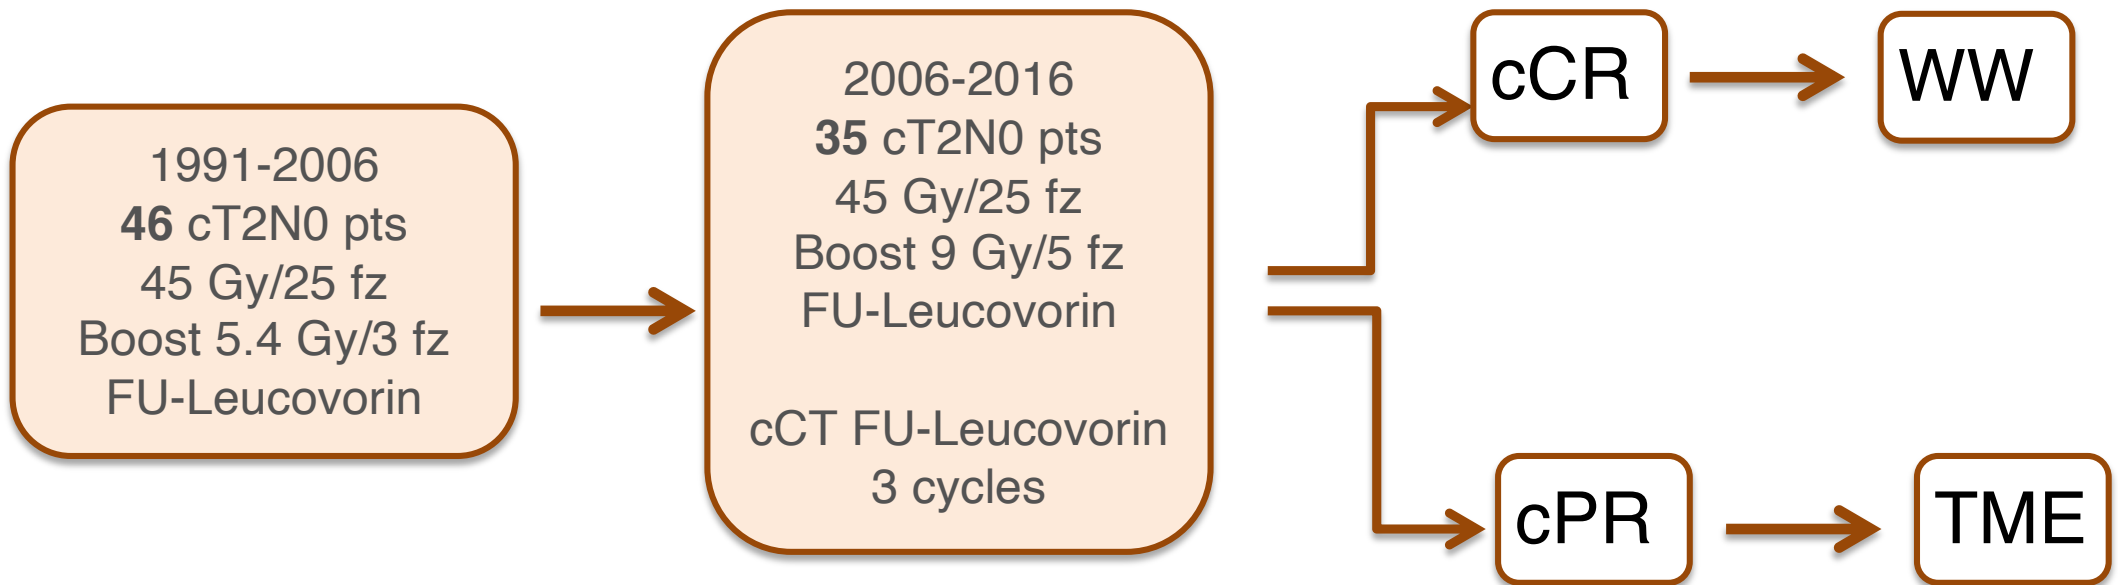 1991-2006
46 cT2N0 pts
45 Gy/25 fz
Boost 5.4 Gy/3 fz
FU-Leucovorin
2006-2016
35 cT2N0 pts
45 Gy/25 fz
Boost 9 Gy/5 fz
FU-Leucovorin
cCT FU-Leucovorin
3 cycles
cCR
WW
cPR
TME